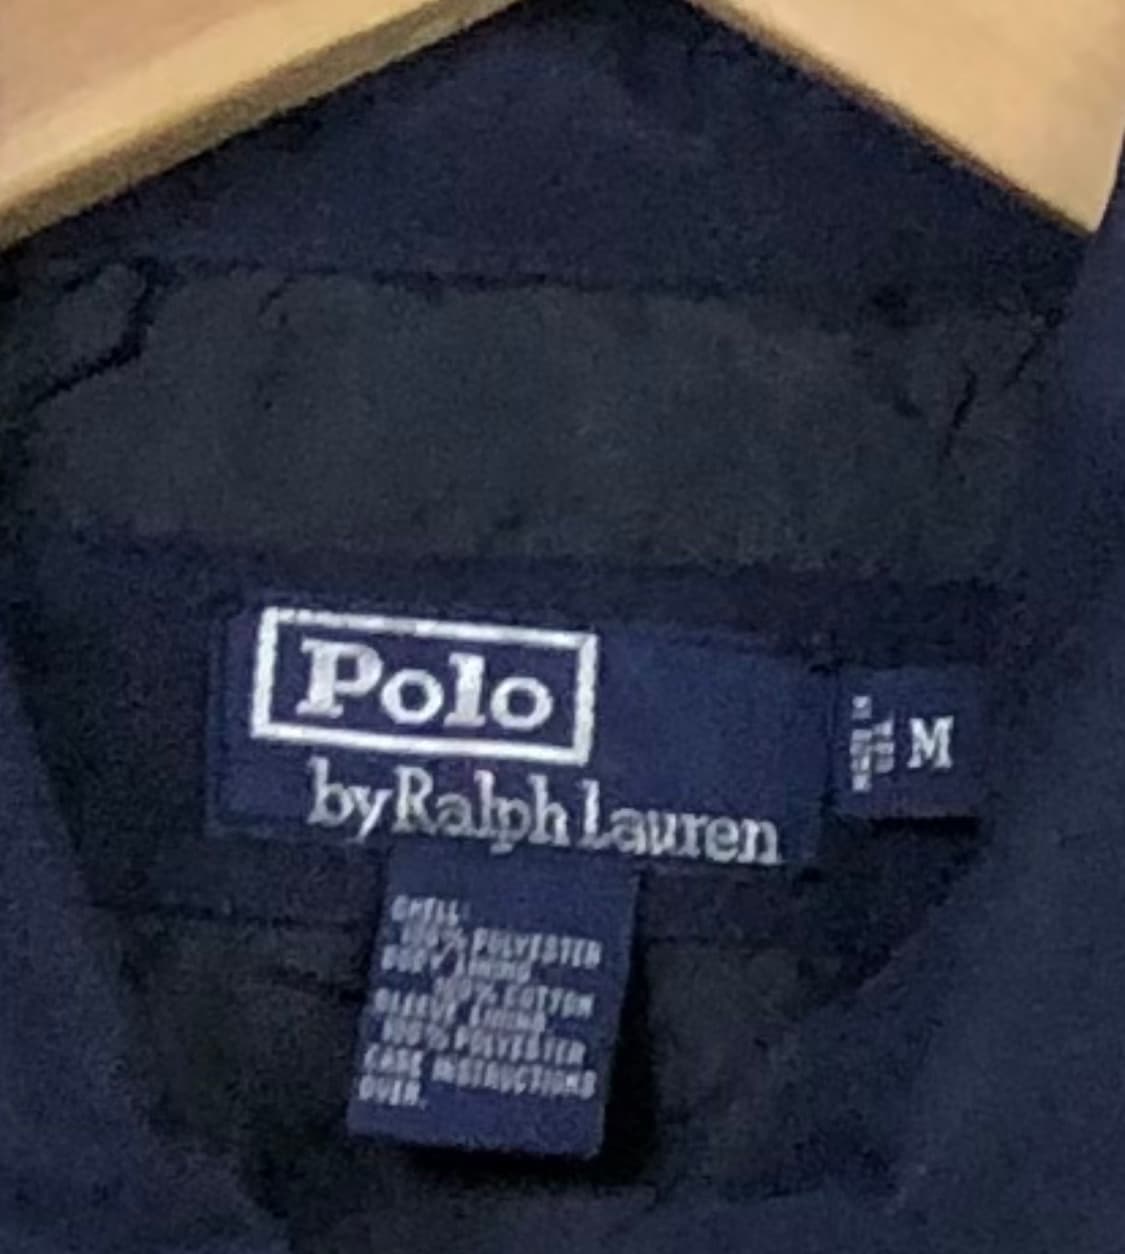 Polo
by Ralph Lauren
M
SHELL:
100% POLYESTER
BODY LINING
100% COTTON
SLEEVE LINING
100% POLYESTER
CARE INSTRUCTIONS
OVER.